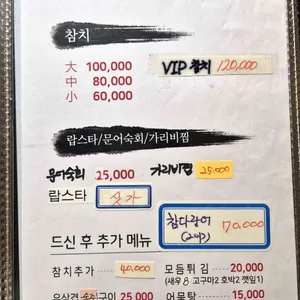 참치
大 100,000
中 80,000
小 60,000
VIP 참치 120,000
랍스타/문어숙회/가리비찜
문어숙회 25,000 가리비찜 25.000
랍스타 싯가
참다랑어 70,000
드신 후 추가 메뉴
참치추가 40,000
모듬튀김 20,000
(새우8 고구마2 호박2 깻잎1)
구이 25,000
어묵탕 15,000